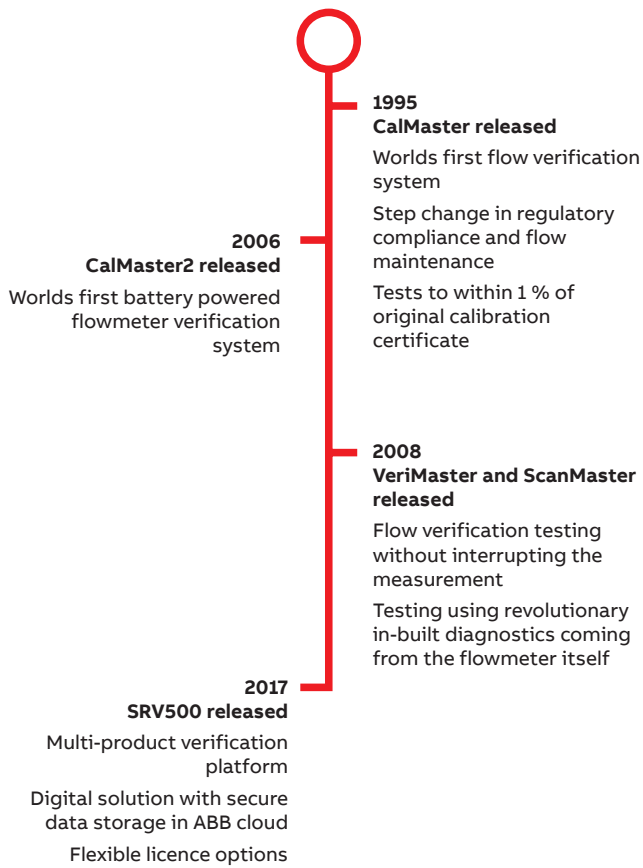 1995
CalMaster released
Worlds first flow verification
system
Step change in regulatory
compliance and flow
maintenance
Tests to within 1 % of
original calibration
certificate
2006
CalMaster2 released
Worlds first battery powered
flowmeter verification
system
2008
VeriMaster and ScanMaster
released
Flow verification testing
without interrupting the
measurement
Testing using revolutionary
in-built diagnostics coming
from the flowmeter itself
2017
SRV500 released
Multi-product verification
platform
Digital solution with secure
data storage in ABB cloud
Flexible licence options